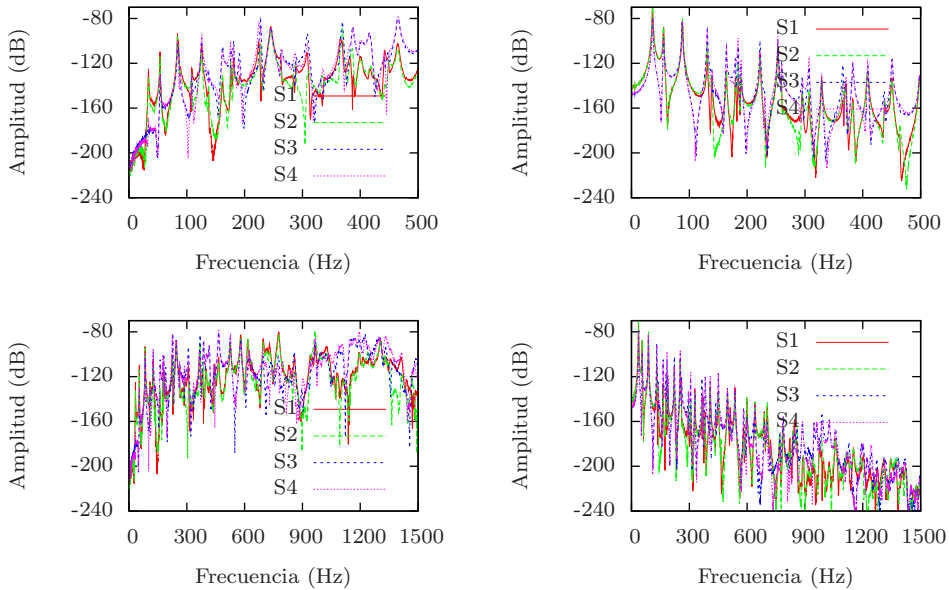 -80
-120
-160
-200
-240
0 100 200 300 400 500
Amplitud (dB)
Frecuencia (Hz)
S1
S2
S3
S4
-80
-120
-160
-200
-240
0 100 200 300 400 500
Amplitud (dB)
Frecuencia (Hz)
S1
S2
S3
S4
-80
-120
-160
-200
-240
0 300 600 900 1200 1500
Amplitud (dB)
Frecuencia (Hz)
S1
S2
S3
S4
-80
-120
-160
-200
-240
0 300 600 900 1200 1500
Amplitud (dB)
Frecuencia (Hz)
S1
S2
S3
S4